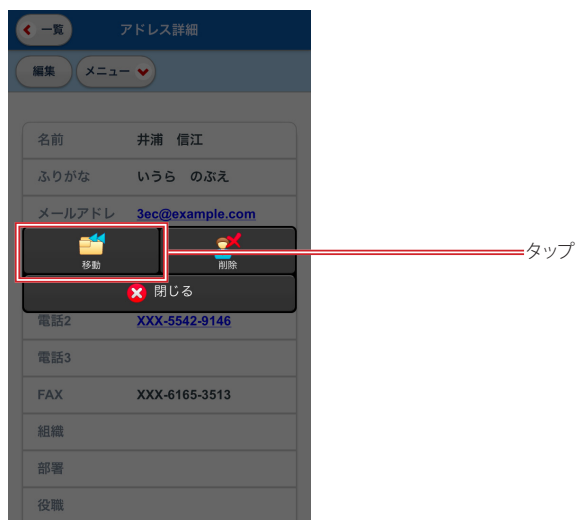 一覧 アドレス詳細
編集 メニュー
名前 井浦 信江
ふりがな いうら のぶえ
メールアドレ 3ec@example.com
移動 削除 タップ
閉じる
電話2 XXX-5542-9146
電話3
FAX XXX-6165-3513
組織
部署
役職